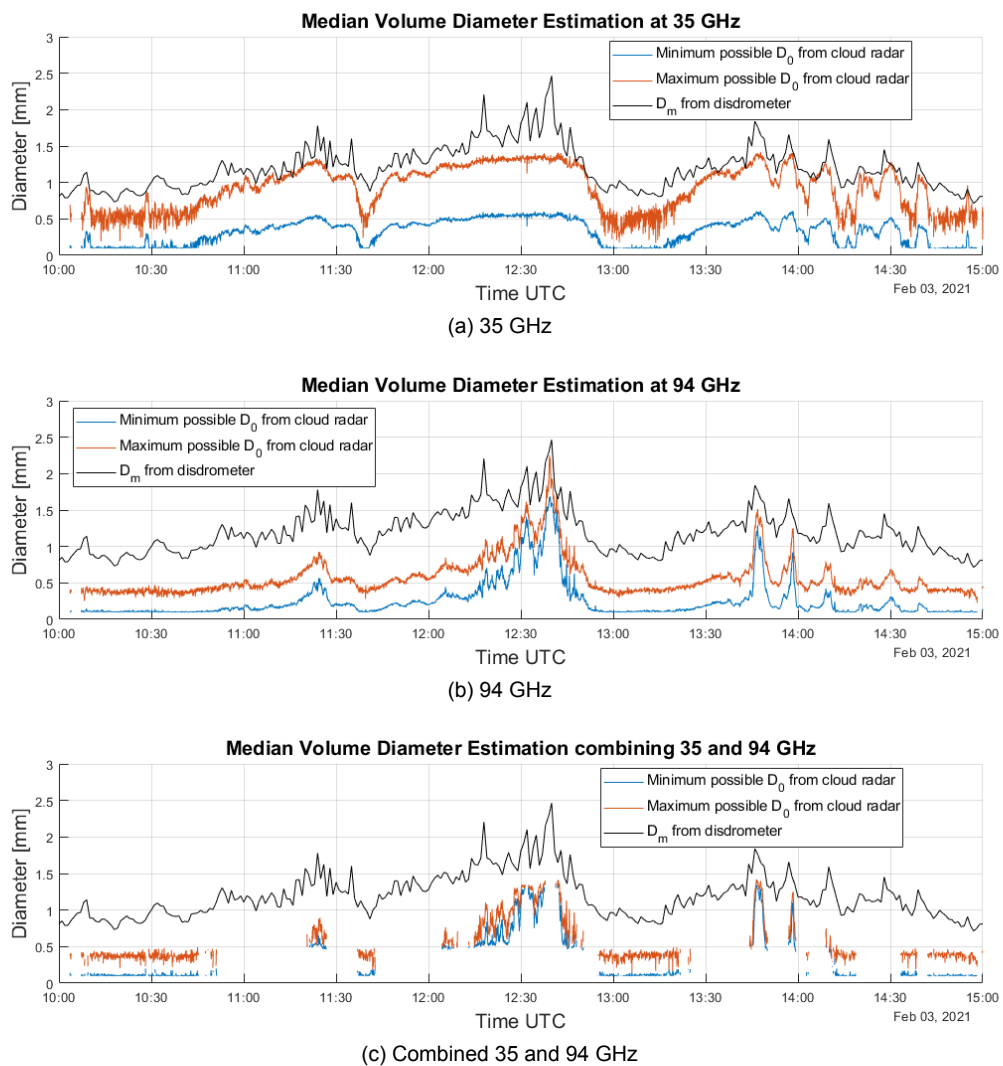 Median Volume Diameter Estimation at 35 GHz
3
2.5
2
1.5
1
0.5
0
Diameter [mm]
Minimum possible D0 from cloud radar
Maximum possible D0 from cloud radar
Dm from disdrometer
10:00 10:30 11:00 11:30 12:00 12:30 13:00 13:30 14:00 14:30 15:00
Time UTC
Feb 03, 2021
(a) 35 GHz
Median Volume Diameter Estimation at 94 GHz
3
2.5
2
1.5
1
0.5
0
Diameter [mm]
Minimum possible D0 from cloud radar
Maximum possible D0 from cloud radar
Dm from disdrometer
10:00 10:30 11:00 11:30 12:00 12:30 13:00 13:30 14:00 14:30 15:00
Time UTC
Feb 03, 2021
(b) 94 GHz
Median Volume Diameter Estimation combining 35 and 94 GHz
3
2.5
2
1.5
1
0.5
0
Diameter [mm]
Minimum possible D0 from cloud radar
Maximum possible D0 from cloud radar
Dm from disdrometer
10:00 10:30 11:00 11:30 12:00 12:30 13:00 13:30 14:00 14:30 15:00
Time UTC
Feb 03, 2021
(c) Combined 35 and 94 GHz